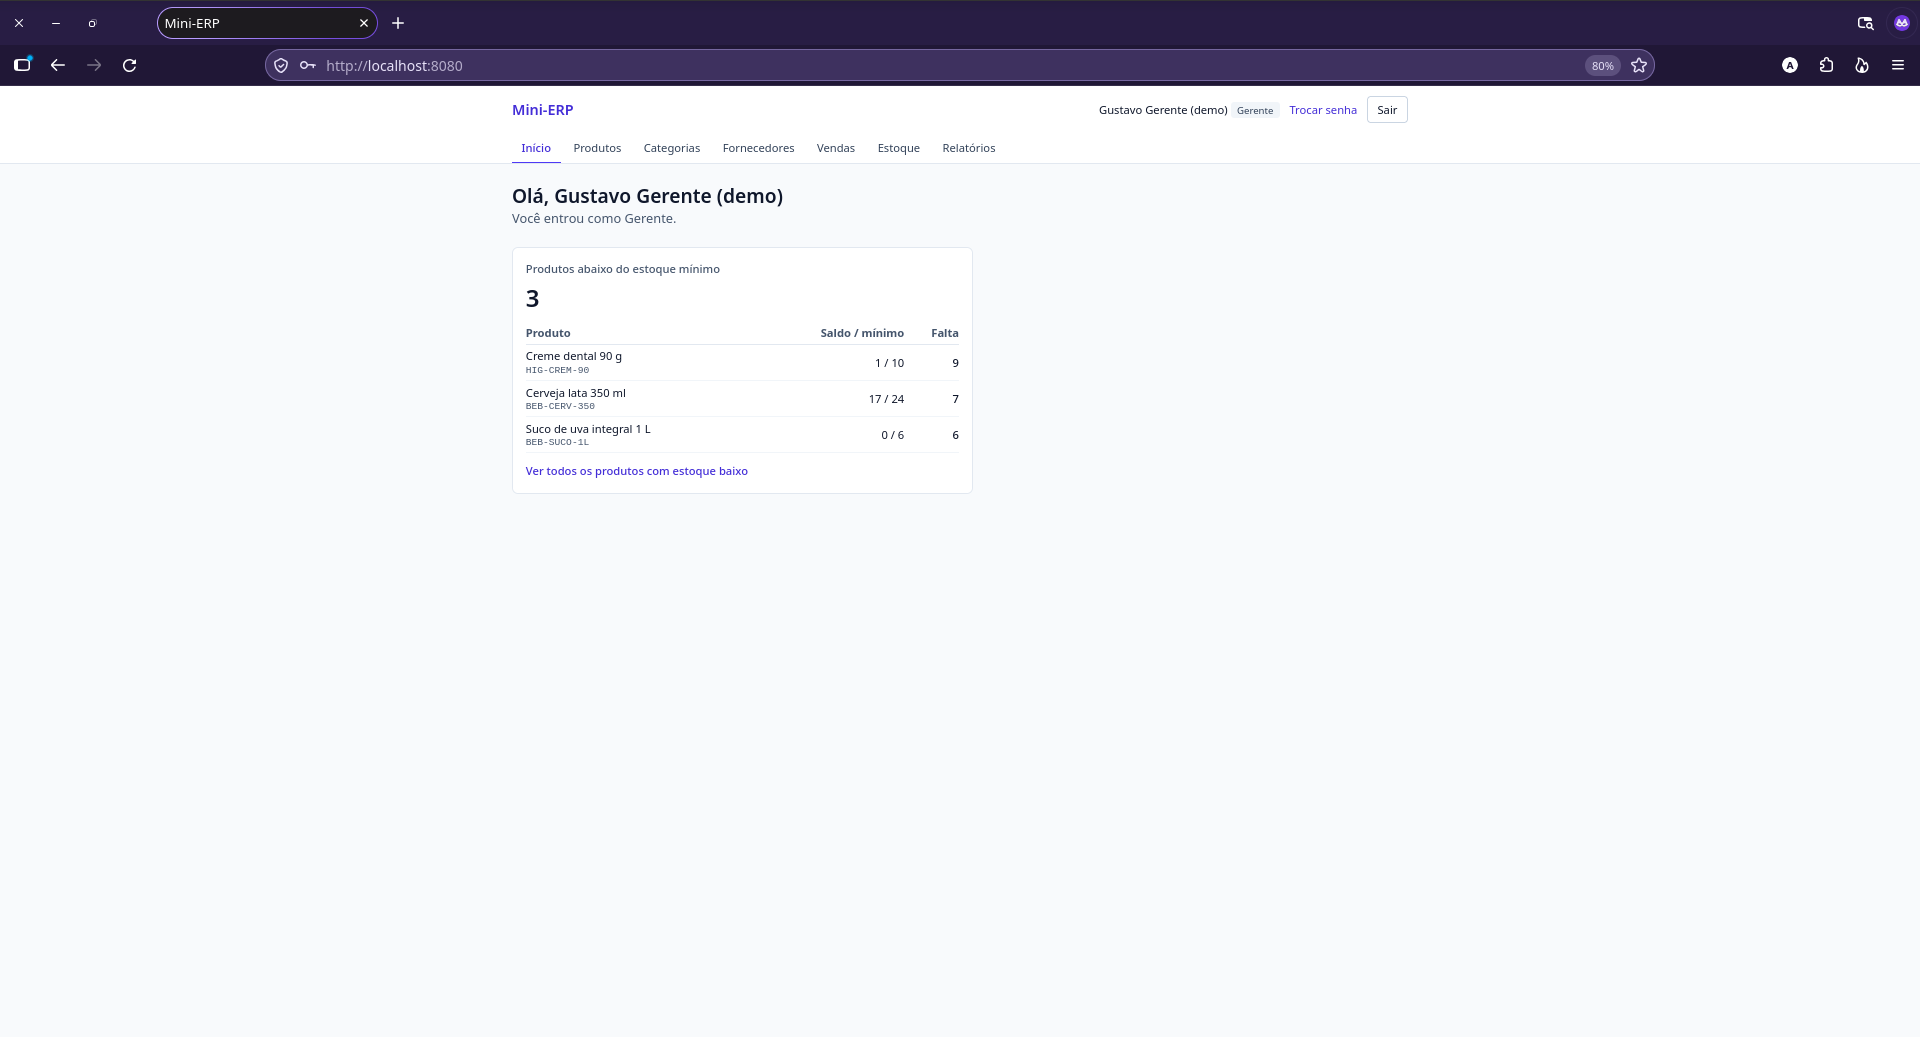 Mini-ERP
http://localhost:8080
80%
A
Mini-ERP
Gustavo Gerente (demo) Gerente Trocar senha Sair
Início Produtos Categorias Fornecedores Vendas Estoque Relatórios
Olá, Gustavo Gerente (demo)
Você entrou como Gerente.
Produtos abaixo do estoque mínimo
3
Produto Saldo / mínimo Falta
Creme dental 90 g 1 / 10 9
HIG-CREM-90
Cerveja lata 350 ml 17 / 24 7
BEB-CERV-350
Suco de uva integral 1 L 0 / 6 6
BEB-SUCO-1L
Ver todos os produtos com estoque baixo